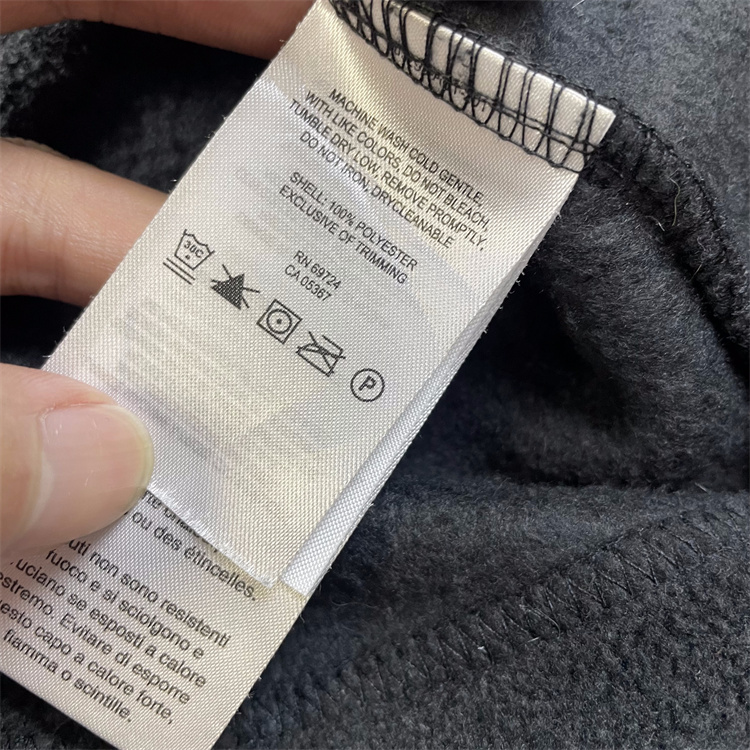 MACHINE WASH COLD GENTLE,
WITH LIKE COLORS, DO NOT BLEACH,
TUMBLE DRY LOW, REMOVE PROMPTLY,
DO NOT IRON, DRYCLEANABLE
SHELL: 100% POLYESTER
EXCLUSIVE OF TRIMMING
RN 69724
CA 05367
30C
P
ou des étincelles.
uti non sono resistenti
fuoco e si sciolgono e
uciano se esposti a calore
estremo. Evitare di esporre
esto capo a calore forte,
fiamma o scintille.